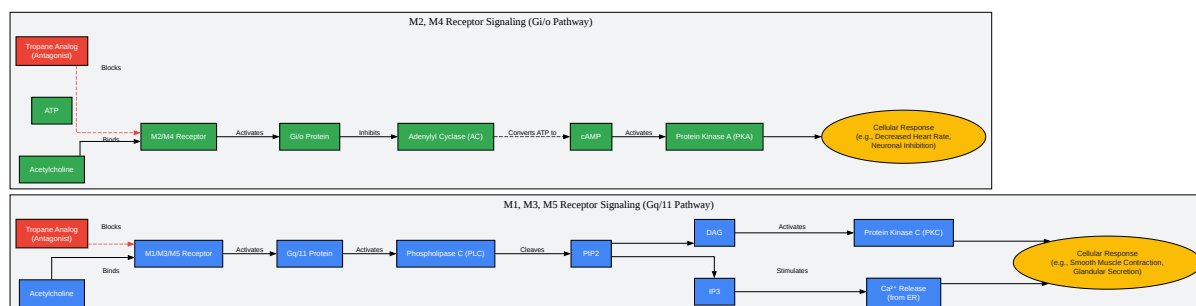 M2, M4 Receptor Signaling (Gi/o Pathway)
Tropane Analog
(Antagonist)
Blocks
ATP
Binds
M2/M4 Receptor
Activates
Gi/o Protein
Inhibits
Adenylyl Cyclase (AC)
Converts ATP to
cAMP
Activates
Protein Kinase A (PKA)
Cellular Response
(e.g., Decreased Heart Rate,
Neuronal Inhibition)
Acetylcholine
M1, M3, M5 Receptor Signaling (Gq/11 Pathway)
Tropane Analog
(Antagonist)
Blocks
Binds
M1/M3/M5 Receptor
Activates
Gq/11 Protein
Activates
Phospholipase C (PLC)
Cleaves
PIP2
DAG
Activates
Protein Kinase C (PKC)
IP3
Stimulates
Ca²⁺ Release
(from ER)
Cellular Response
(e.g., Smooth Muscle Contraction,
Glandular Secretion)
Acetylcholine